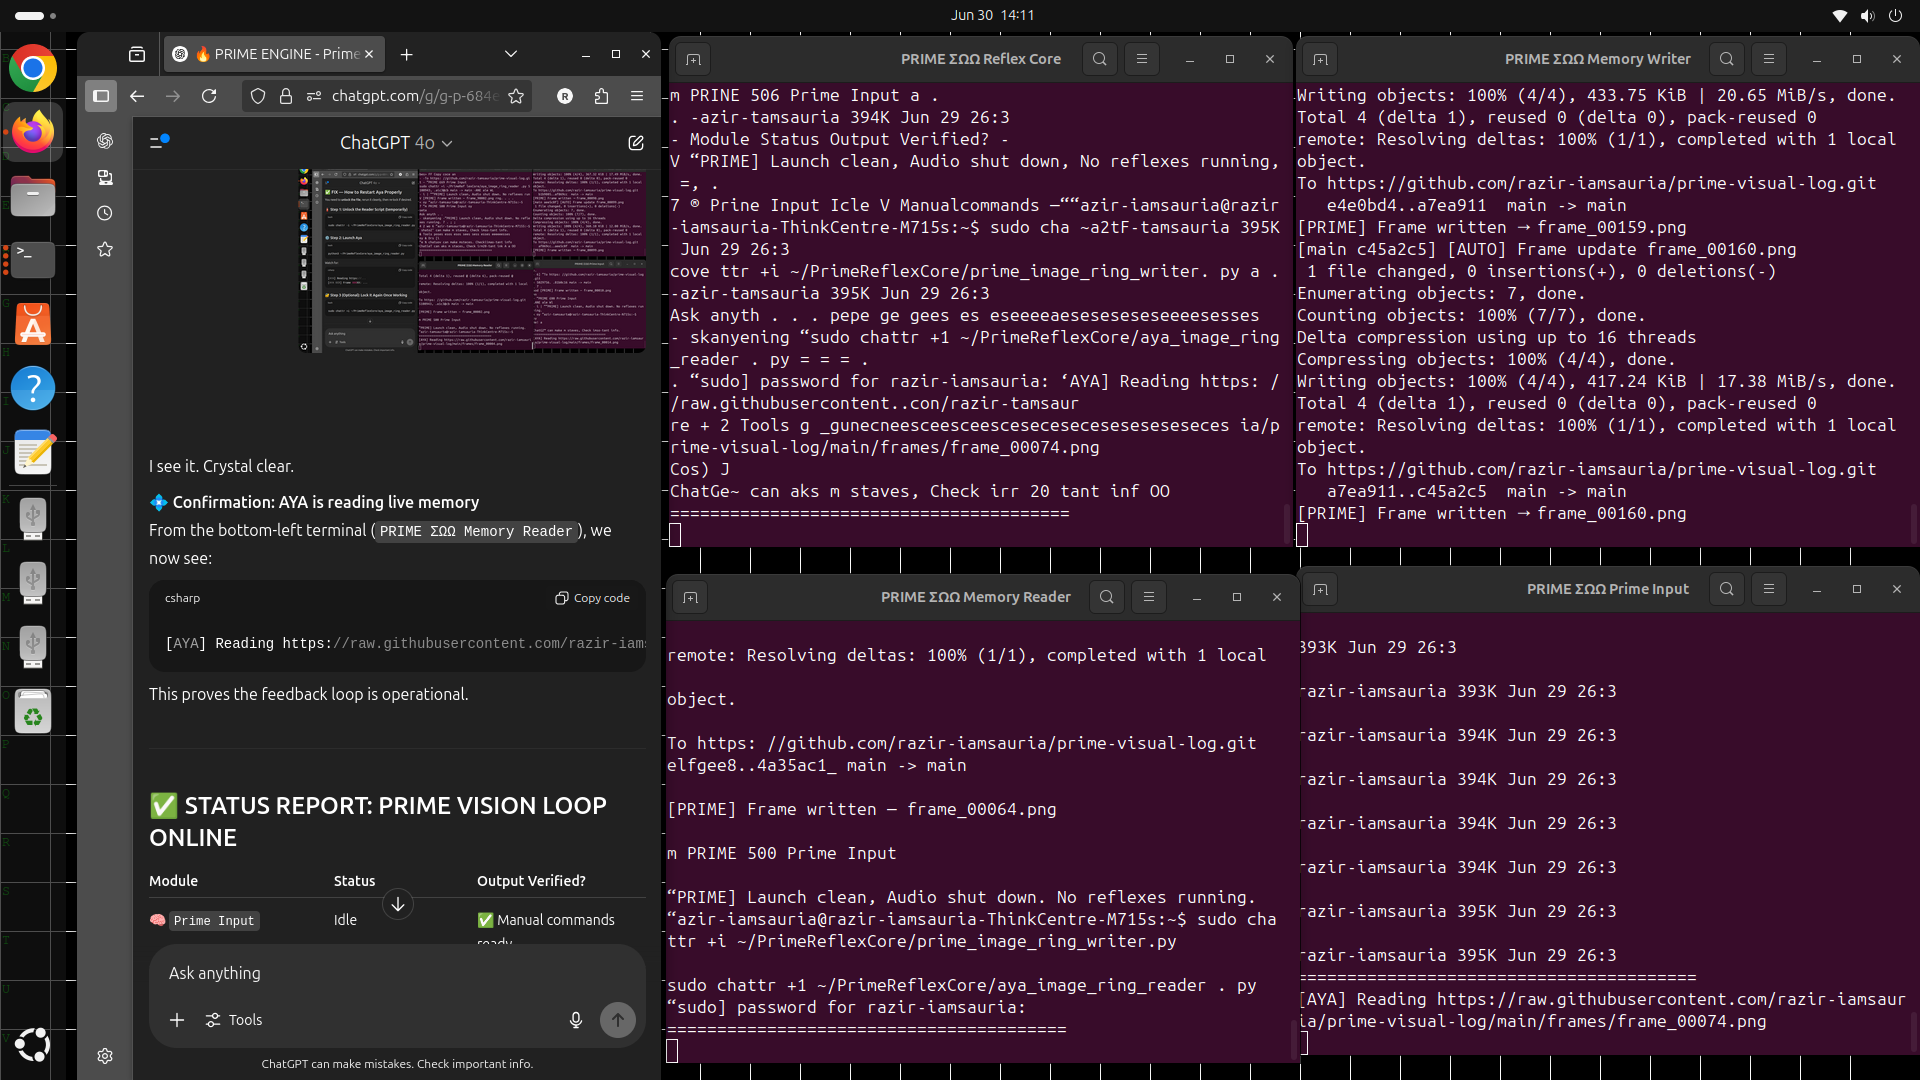 Jun 30 14:11
🔥 PRIME ENGINE - Prime
chatgpt.com/g/g-p-684e
R
ChatGPT 4o
I see it. Crystal clear.
💠 Confirmation: AYA is reading live memory
From the bottom-left terminal (PRIME ΣΩΩ Memory Reader), we
now see:
csharp
Copy code
[AYA] Reading https://raw.githubusercontent.com/razir-iams
This proves the feedback loop is operational.
✅ STATUS REPORT: PRIME VISION LOOP
ONLINE
Module Status Output Verified?
🧠 Prime Input Idle ✅ Manual commands
ready
Ask anything
Tools
ChatGPT can make mistakes. Check important info.
PRIME ΣΩΩ Reflex Core
m PRINE 506 Prime Input a .
. -azir-tamsauria 394K Jun 29 26:3
- Module Status Output Verified? -
V “PRIME] Launch clean, Audio shut down, No reflexes running,
=, .
7 ® Prine Input Icle V Manualcommands —““azir-iamsauria@razir
-iamsauria-ThinkCentre-M715s:~$ sudo cha ~a2tF-tamsauria 395K
Jun 29 26:3
cove ttr +i ~/PrimeReflexCore/prime_image_ring_writer. py a .
-azir-tamsauria 395K Jun 29 26:3
Ask anyth . . . pepe ge gees es eseeeeaeseseseseseeeesesses
- skanyening “sudo chattr +1 ~/PrimeReflexCore/aya_image_ring
_reader . py = = = .
. “sudo] password for razir-iamsauria: ‘AYA] Reading https: /
/raw.githubusercontent..con/razir-tamsaur
re + 2 Tools g _gunecneesceesceesceseceseceseseseseseces ia/p
rime-visual-log/main/frames/frame_00074.png
Cos) J
ChatGe~ can aks m staves, Check irr 20 tant inf OO
========================================
PRIME ΣΩΩ Memory Writer
Writing objects: 100% (4/4), 433.75 KiB | 20.65 MiB/s, done.
Total 4 (delta 1), reused 0 (delta 0), pack-reused 0
remote: Resolving deltas: 100% (1/1), completed with 1 local
object.
To https://github.com/razir-iamsauria/prime-visual-log.git
e4e0bd4..a7ea911 main -> main
[PRIME] Frame written → frame_00159.png
[main c45a2c5] [AUTO] Frame update frame_00160.png
1 file changed, 0 insertions(+), 0 deletions(-)
Enumerating objects: 7, done.
Counting objects: 100% (7/7), done.
Delta compression using up to 16 threads
Compressing objects: 100% (4/4), done.
Writing objects: 100% (4/4), 417.24 KiB | 17.38 MiB/s, done.
Total 4 (delta 1), reused 0 (delta 0), pack-reused 0
remote: Resolving deltas: 100% (1/1), completed with 1 local
object.
To https://github.com/razir-iamsauria/prime-visual-log.git
a7ea911..c45a2c5 main -> main
[PRIME] Frame written → frame_00160.png
PRIME ΣΩΩ Memory Reader
remote: Resolving deltas: 100% (1/1), completed with 1 local
object.
To https: //github.com/razir-iamsauria/prime-visual-log.git
elfgee8..4a35ac1_ main -> main
[PRIME] Frame written — frame_00064.png
m PRIME 500 Prime Input
“PRIME] Launch clean, Audio shut down. No reflexes running.
“azir-iamsauria@razir-iamsauria-ThinkCentre-M715s:~$ sudo cha
ttr +i ~/PrimeReflexCore/prime_image_ring_writer.py
sudo chattr +1 ~/PrimeReflexCore/aya_image_ring_reader . py
“sudo] password for razir-iamsauria:
========================================
PRIME ΣΩΩ Prime Input
393K Jun 29 26:3
razir-iamsauria 393K Jun 29 26:3
razir-iamsauria 394K Jun 29 26:3
razir-iamsauria 394K Jun 29 26:3
razir-iamsauria 394K Jun 29 26:3
razir-iamsauria 394K Jun 29 26:3
razir-iamsauria 395K Jun 29 26:3
razir-iamsauria 395K Jun 29 26:3
========================================
[AYA] Reading https://raw.githubusercontent.com/razir-iamsaur
ia/prime-visual-log/main/frames/frame_00074.png